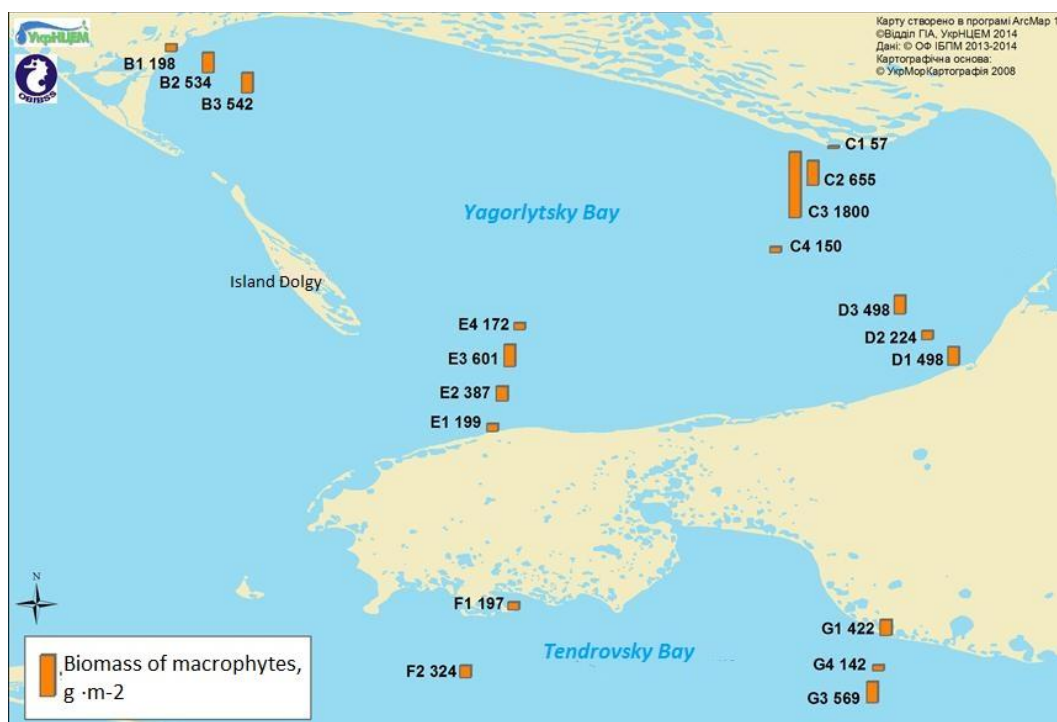 УкрНЦЕМ
OBIBSS
Карту створено в програмі ArcMap 1
©Відділ ГІА, УкрНЦЕМ 2014
Дані: © ОФ ІБПМ 2013-2014
Картографічна основа:
© УкрМорКартографія 2008
B1 198
B2 534
B3 542
C1 57
C2 655
C3 1800
C4 150
Yagorlytsky Bay
Island Dolgy
D3 498
D2 224
D1 498
E4 172
E3 601
E2 387
E1 199
N
F1 197
F2 324
Tendrovsky Bay
G1 422
G4 142
G3 569
Biomass of macrophytes,
g ·m-2